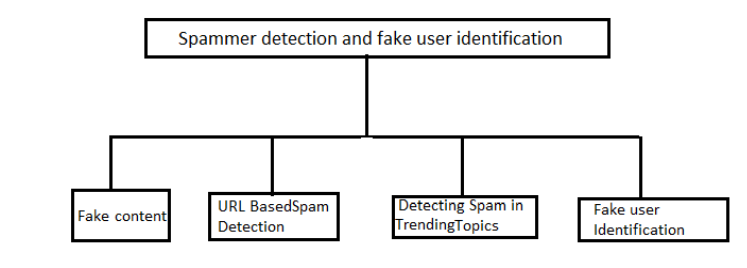 Spammer detection and fake user identification
Fake content
URL BasedSpam
Detection
Detecting Spam in
TrendingTopics
Fake user
Identification